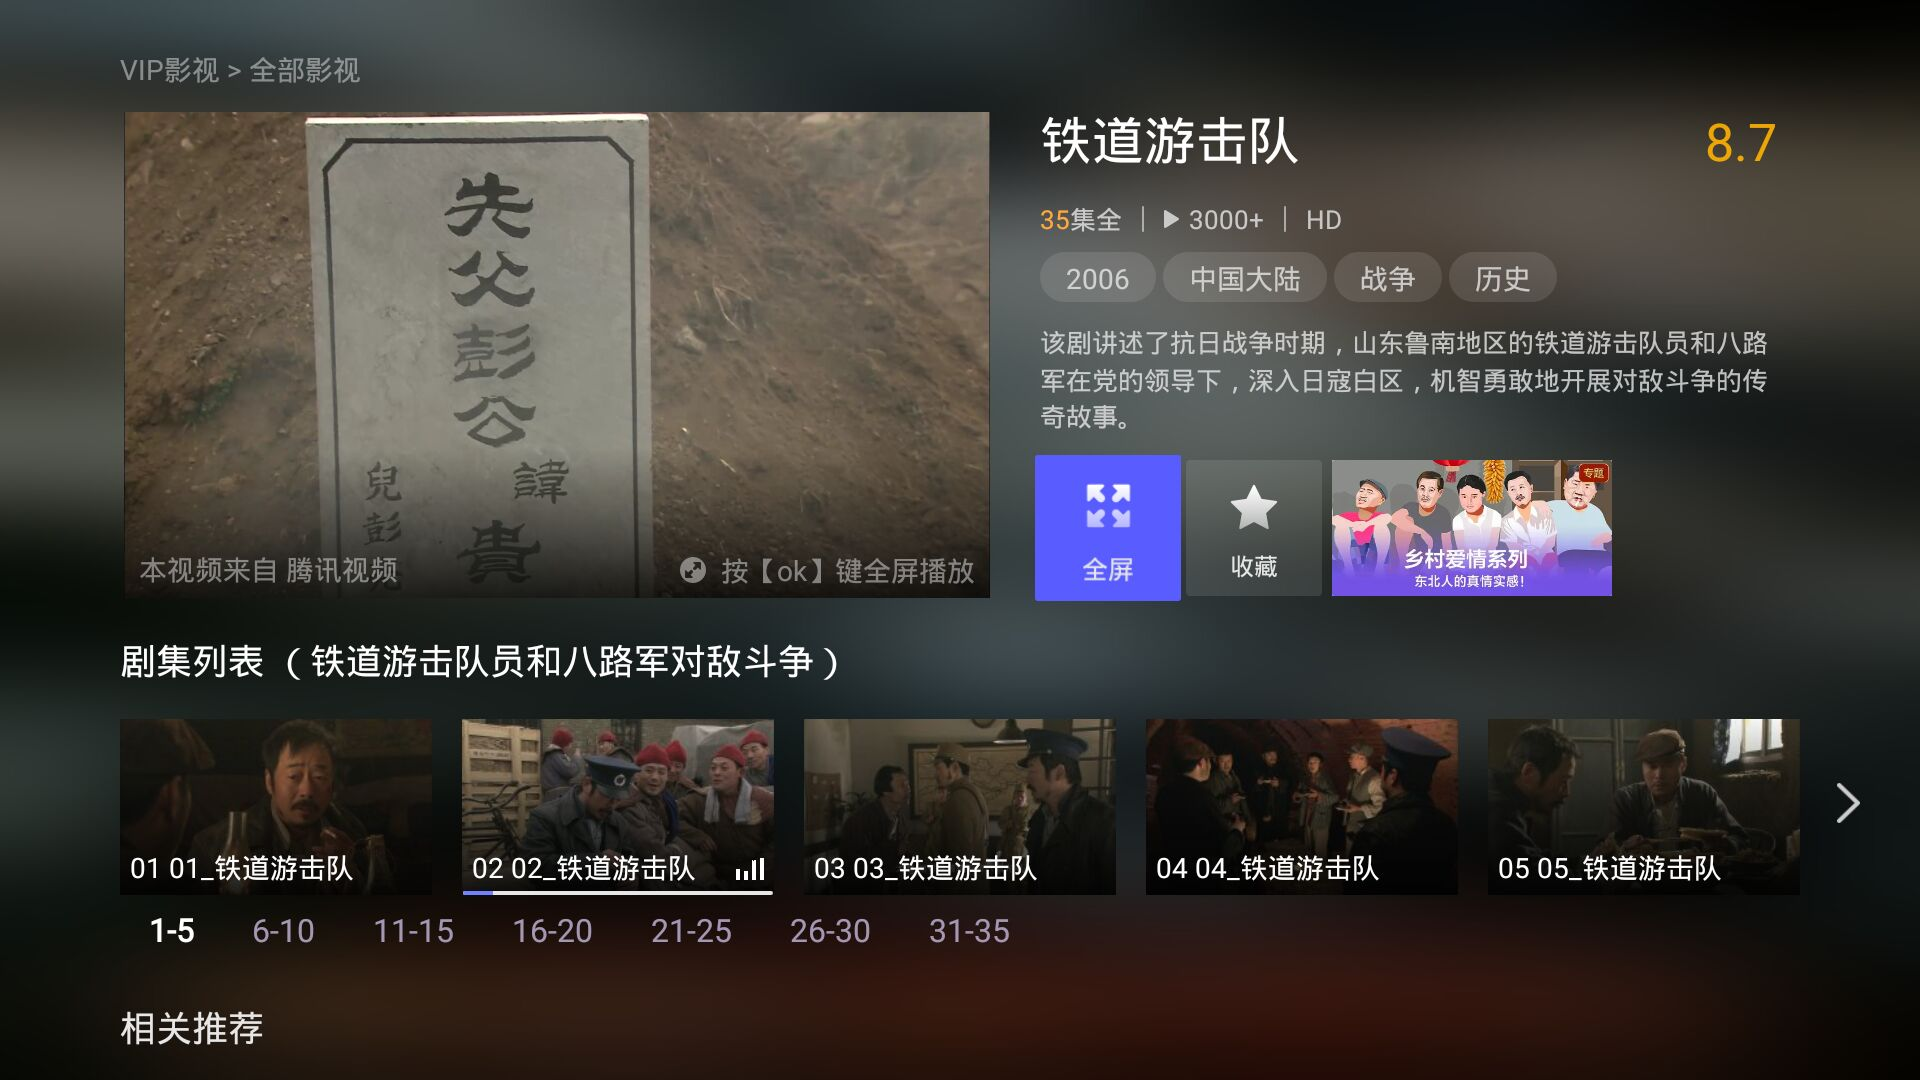 VIP影视 > 全部影视
先父彭公
諱
貴
兒
彭
本视频来自 腾讯视频
按【ok】键全屏播放
铁道游击队
8.7
35集全 | ▶ 3000+ | HD
2006 中国大陆 战争 历史
该剧讲述了抗日战争时期，山东鲁南地区的铁道游击队员和八路
军在党的领导下，深入日寇白区，机智勇敢地开展对敌斗争的传
奇故事。
全屏
收藏
专题
乡村爱情系列
东北人的真情实感！
剧集列表 （铁道游击队员和八路军对敌斗争）
01 01_铁道游击队
02 02_铁道游击队
03 03_铁道游击队
04 04_铁道游击队
05 05_铁道游击队
1-5 6-10 11-15 16-20 21-25 26-30 31-35
相关推荐